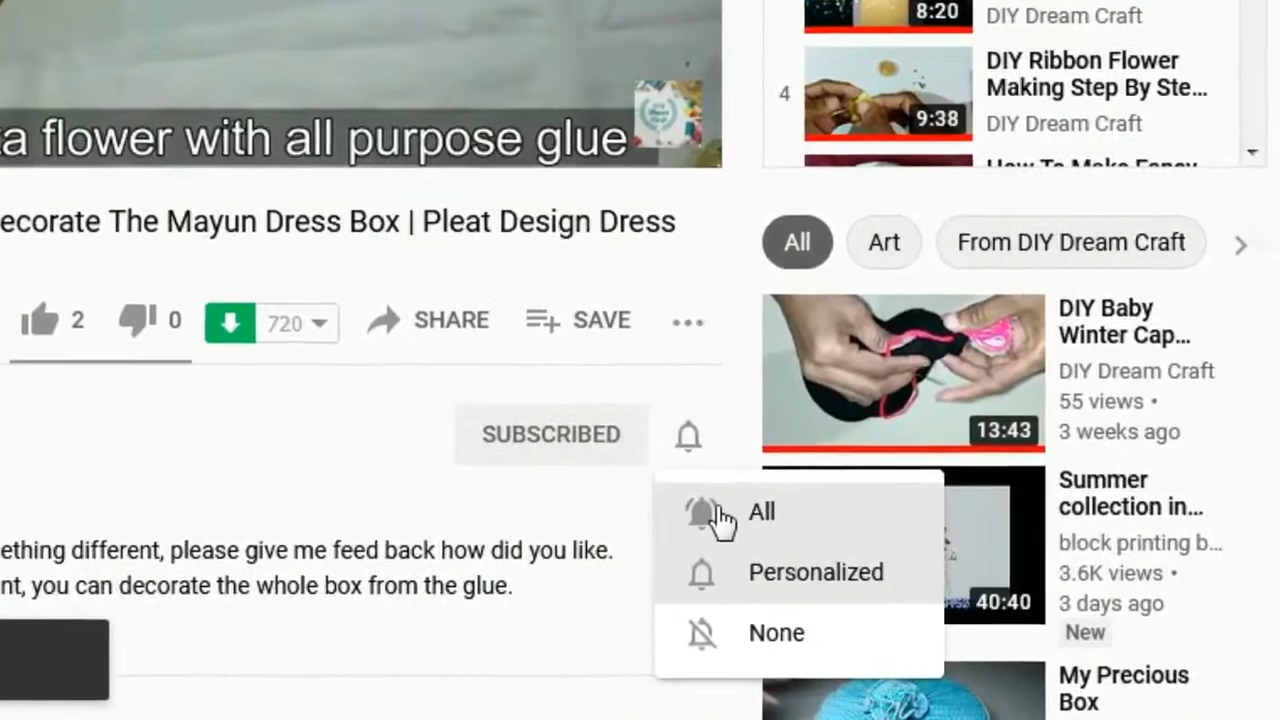 ta flower with all purpose glue
ecorate The Mayun Dress Box | Pleat Design Dress
2
0
720
SHARE
SAVE
SUBSCRIBED
All
Personalized
None
ething different, please give me feed back how did you like.
nt, you can decorate the whole box from the glue.
8:20
DIY Dream Craft
4
9:38
DIY Ribbon Flower
Making Step By Ste...
DIY Dream Craft
How To Make Fancy
All
Art
From DIY Dream Craft
13:43
DIY Baby
Winter Cap...
DIY Dream Craft
55 views •
3 weeks ago
40:40
Summer
collection in...
block printing b...
3.6K views •
3 days ago
New
My Precious
Box